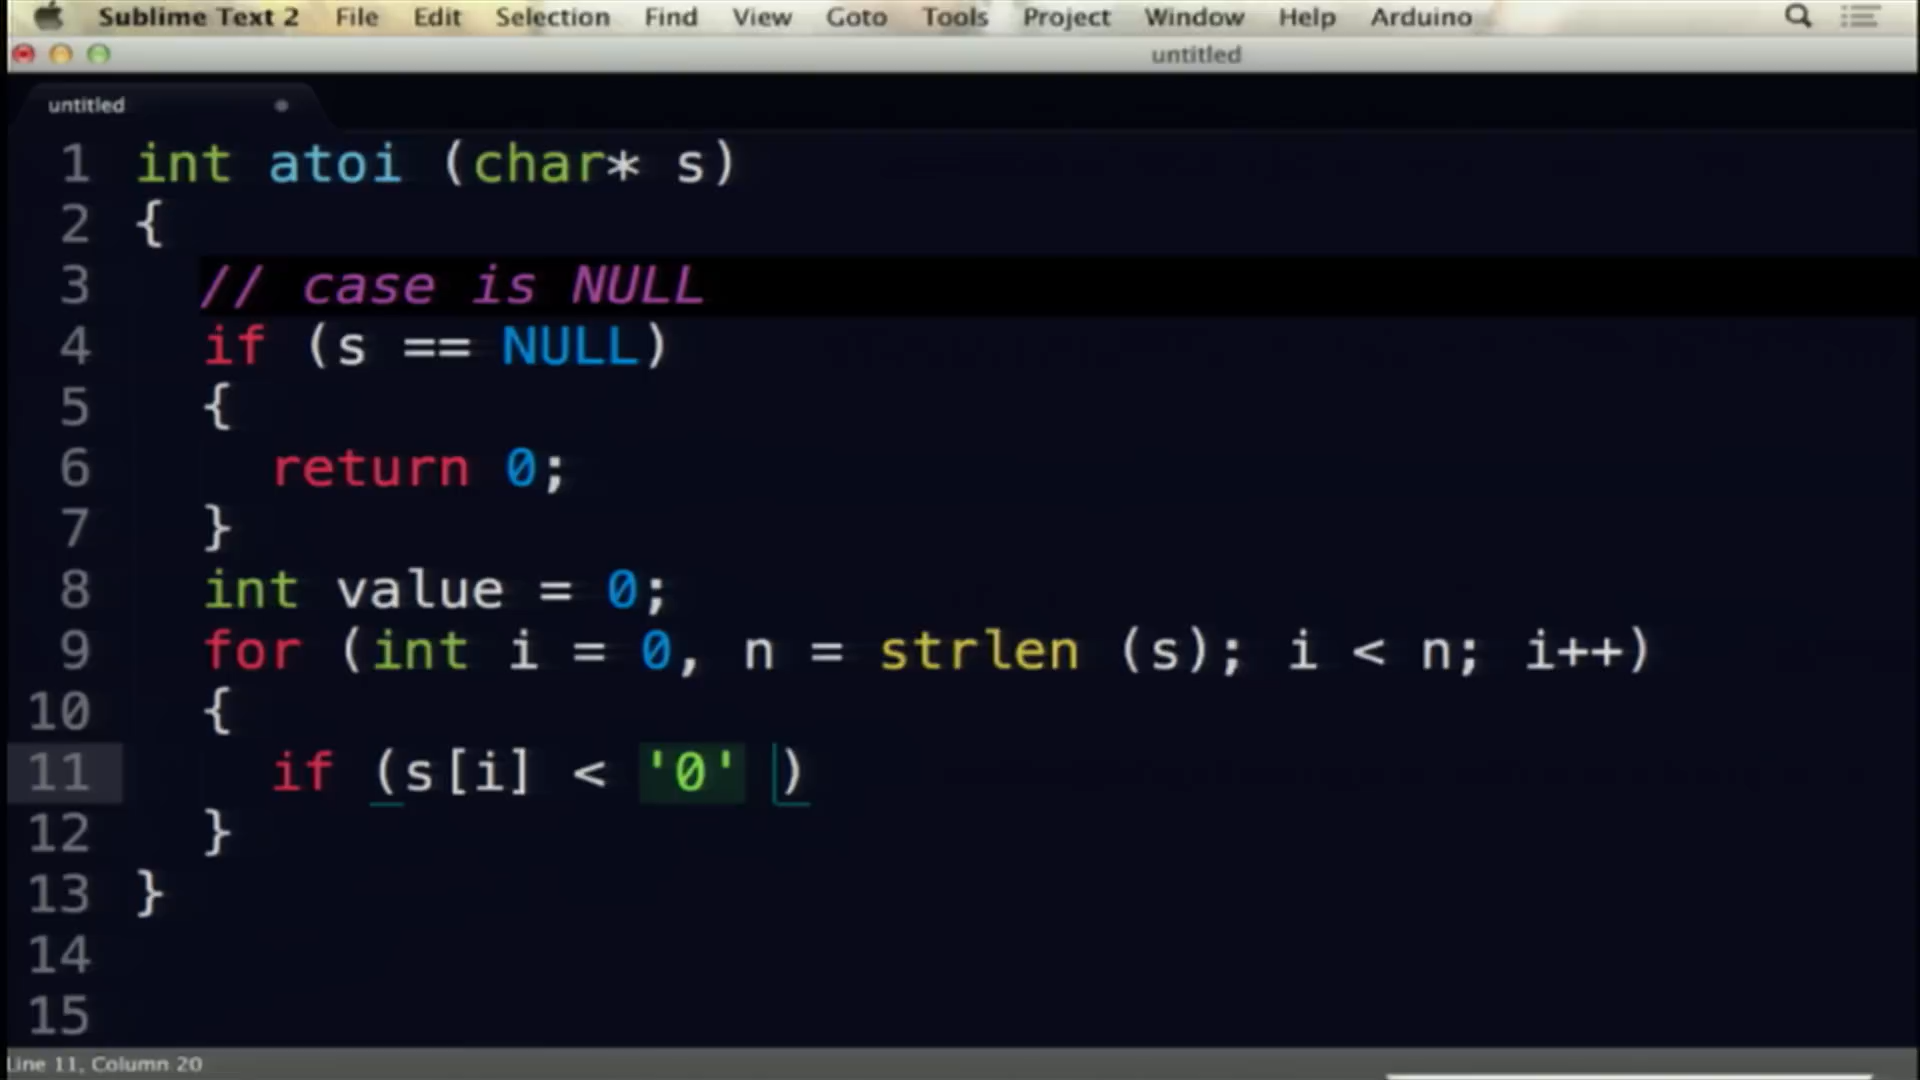 Sublime Text 2 File Edit Selection Find View Goto Tools Project Window Help Arduino
untitled
untitled
1 int atoi (char* s)
2 {
3 // case is NULL
4 if (s == NULL)
5 {
6 return 0;
7 }
8 int value = 0;
9 for (int i = 0, n = strlen (s); i < n; i++)
10 {
11 if (s[i] < '0' )
12 }
13 }
14
15
Line 11, Column 20